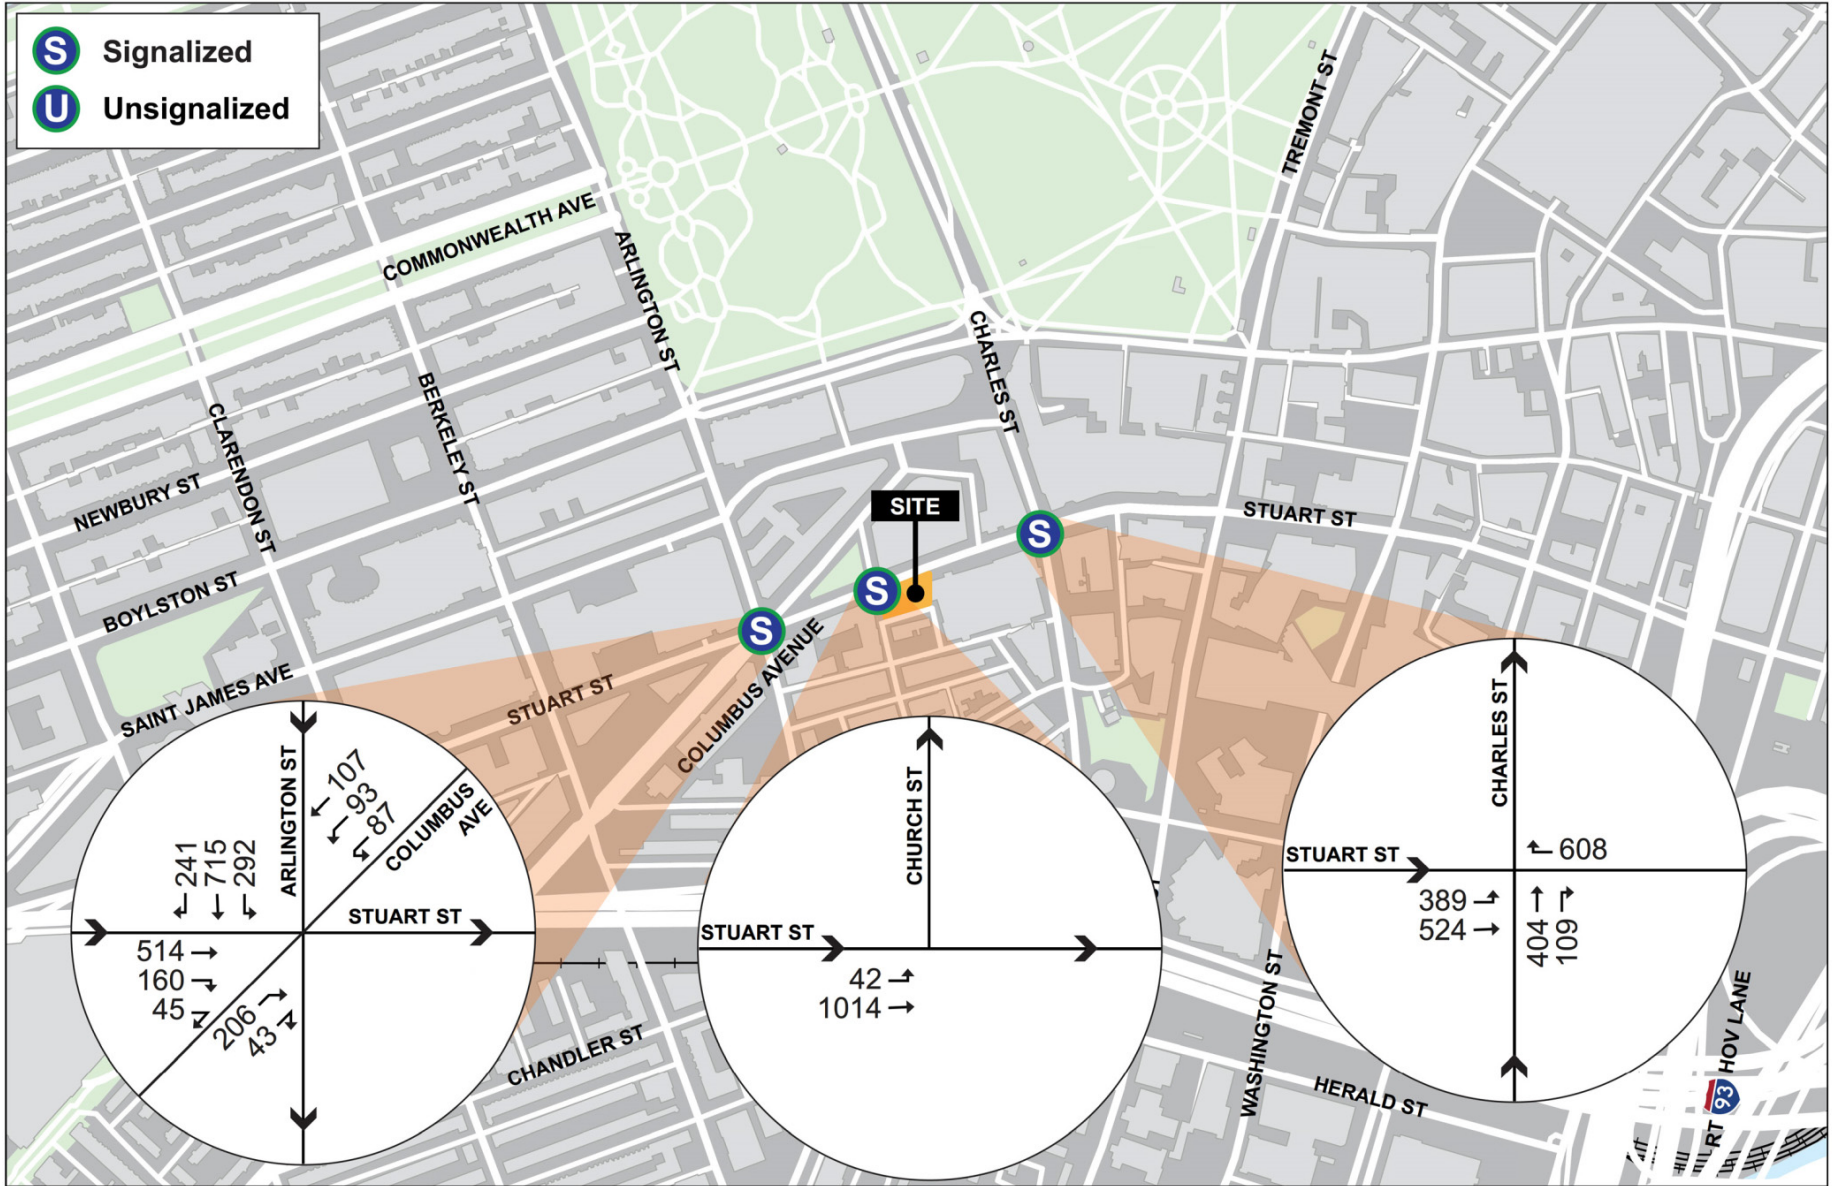 S Signalized
U Unsignalized
TREMONT ST
COMMONWEALTH AVE
ARLINGTON ST
CHARLES ST
BERKELEY ST
CLARENDON ST
NEWBURY ST
SITE
STUART ST
S
S
S
BOYLSTON ST
COLUMBUS AVENUE
SAINT JAMES AVE
STUART ST
ARLINGTON ST
107
93
87
COLUMBUS
AVE
241
715
292
STUART ST
514
160
45
206
43
CHURCH ST
STUART ST
42
1014
CHARLES ST
STUART ST
608
389
524
404
109
CHANDLER ST
WASHINGTON ST
HERALD ST
RT 93 HOV LANE